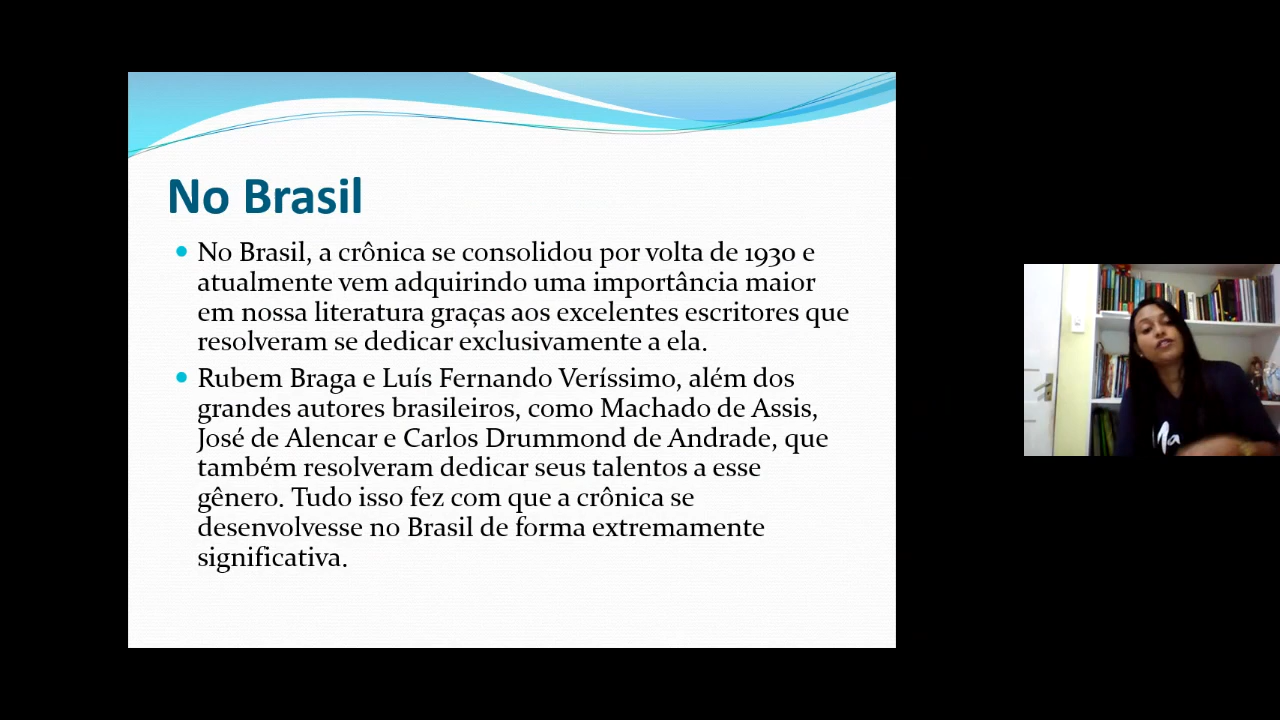 No Brasil
No Brasil, a crônica se consolidou por volta de 1930 e
atualmente vem adquirindo uma importância maior
em nossa literatura graças aos excelentes escritores que
resolveram se dedicar exclusivamente a ela.
Rubem Braga e Luís Fernando Veríssimo, além dos
grandes autores brasileiros, como Machado de Assis,
José de Alencar e Carlos Drummond de Andrade, que
também resolveram dedicar seus talentos a esse
gênero. Tudo isso fez com que a crônica se
desenvolvesse no Brasil de forma extremamente
significativa.